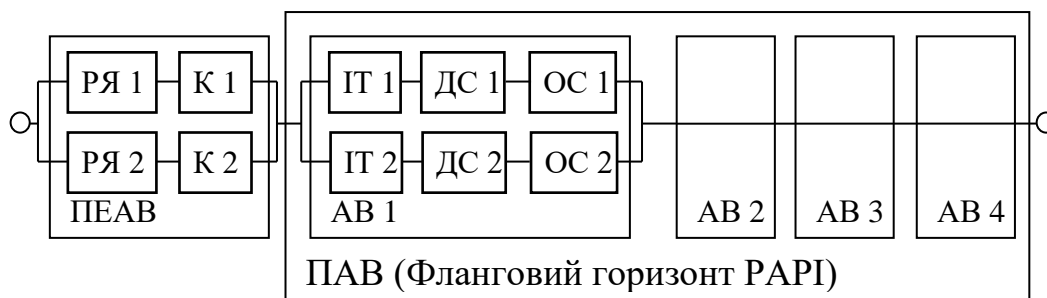 РЯ 1 К 1 ІТ 1 ДС 1 ОС 1
РЯ 2 К 2 ІТ 2 ДС 2 ОС 2
ПЕАВ АВ 1 АВ 2 АВ 3 АВ 4
ПАВ (Фланговий горизонт PAPI)